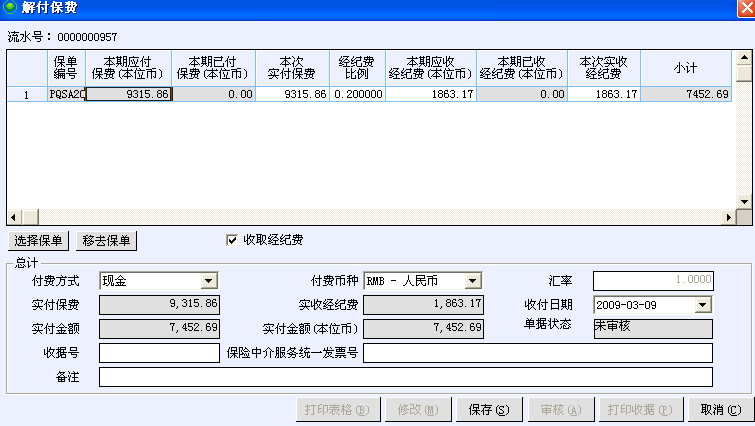 解付保费
流水号： 0000000957
保单编号 本期应付保费(本位币) 本期已付保费(本位币) 本次实付保费 经纪费比例 本期应收经纪费(本位币) 本期已收经纪费(本位币) 本次实收经纪费 小计
1 PQSA20 9315.86 0.00 9315.86 0.200000 1863.17 0.00 1863.17 7452.69
选择保单 移去保单 收取经纪费
总计
付费方式 现金 付费币种 RMB - 人民币 汇率 1.0000
实付保费 9,315.86 实收经纪费 1,863.17 收付日期 2009-03-09
实付金额 7,452.69 实付金额(本位币) 7,452.69 单据状态 未审核
收据号 保险中介服务统一发票号
备注
打印表格(B) 修改(M) 保存(S) 审核(A) 打印收据(P) 取消(C)